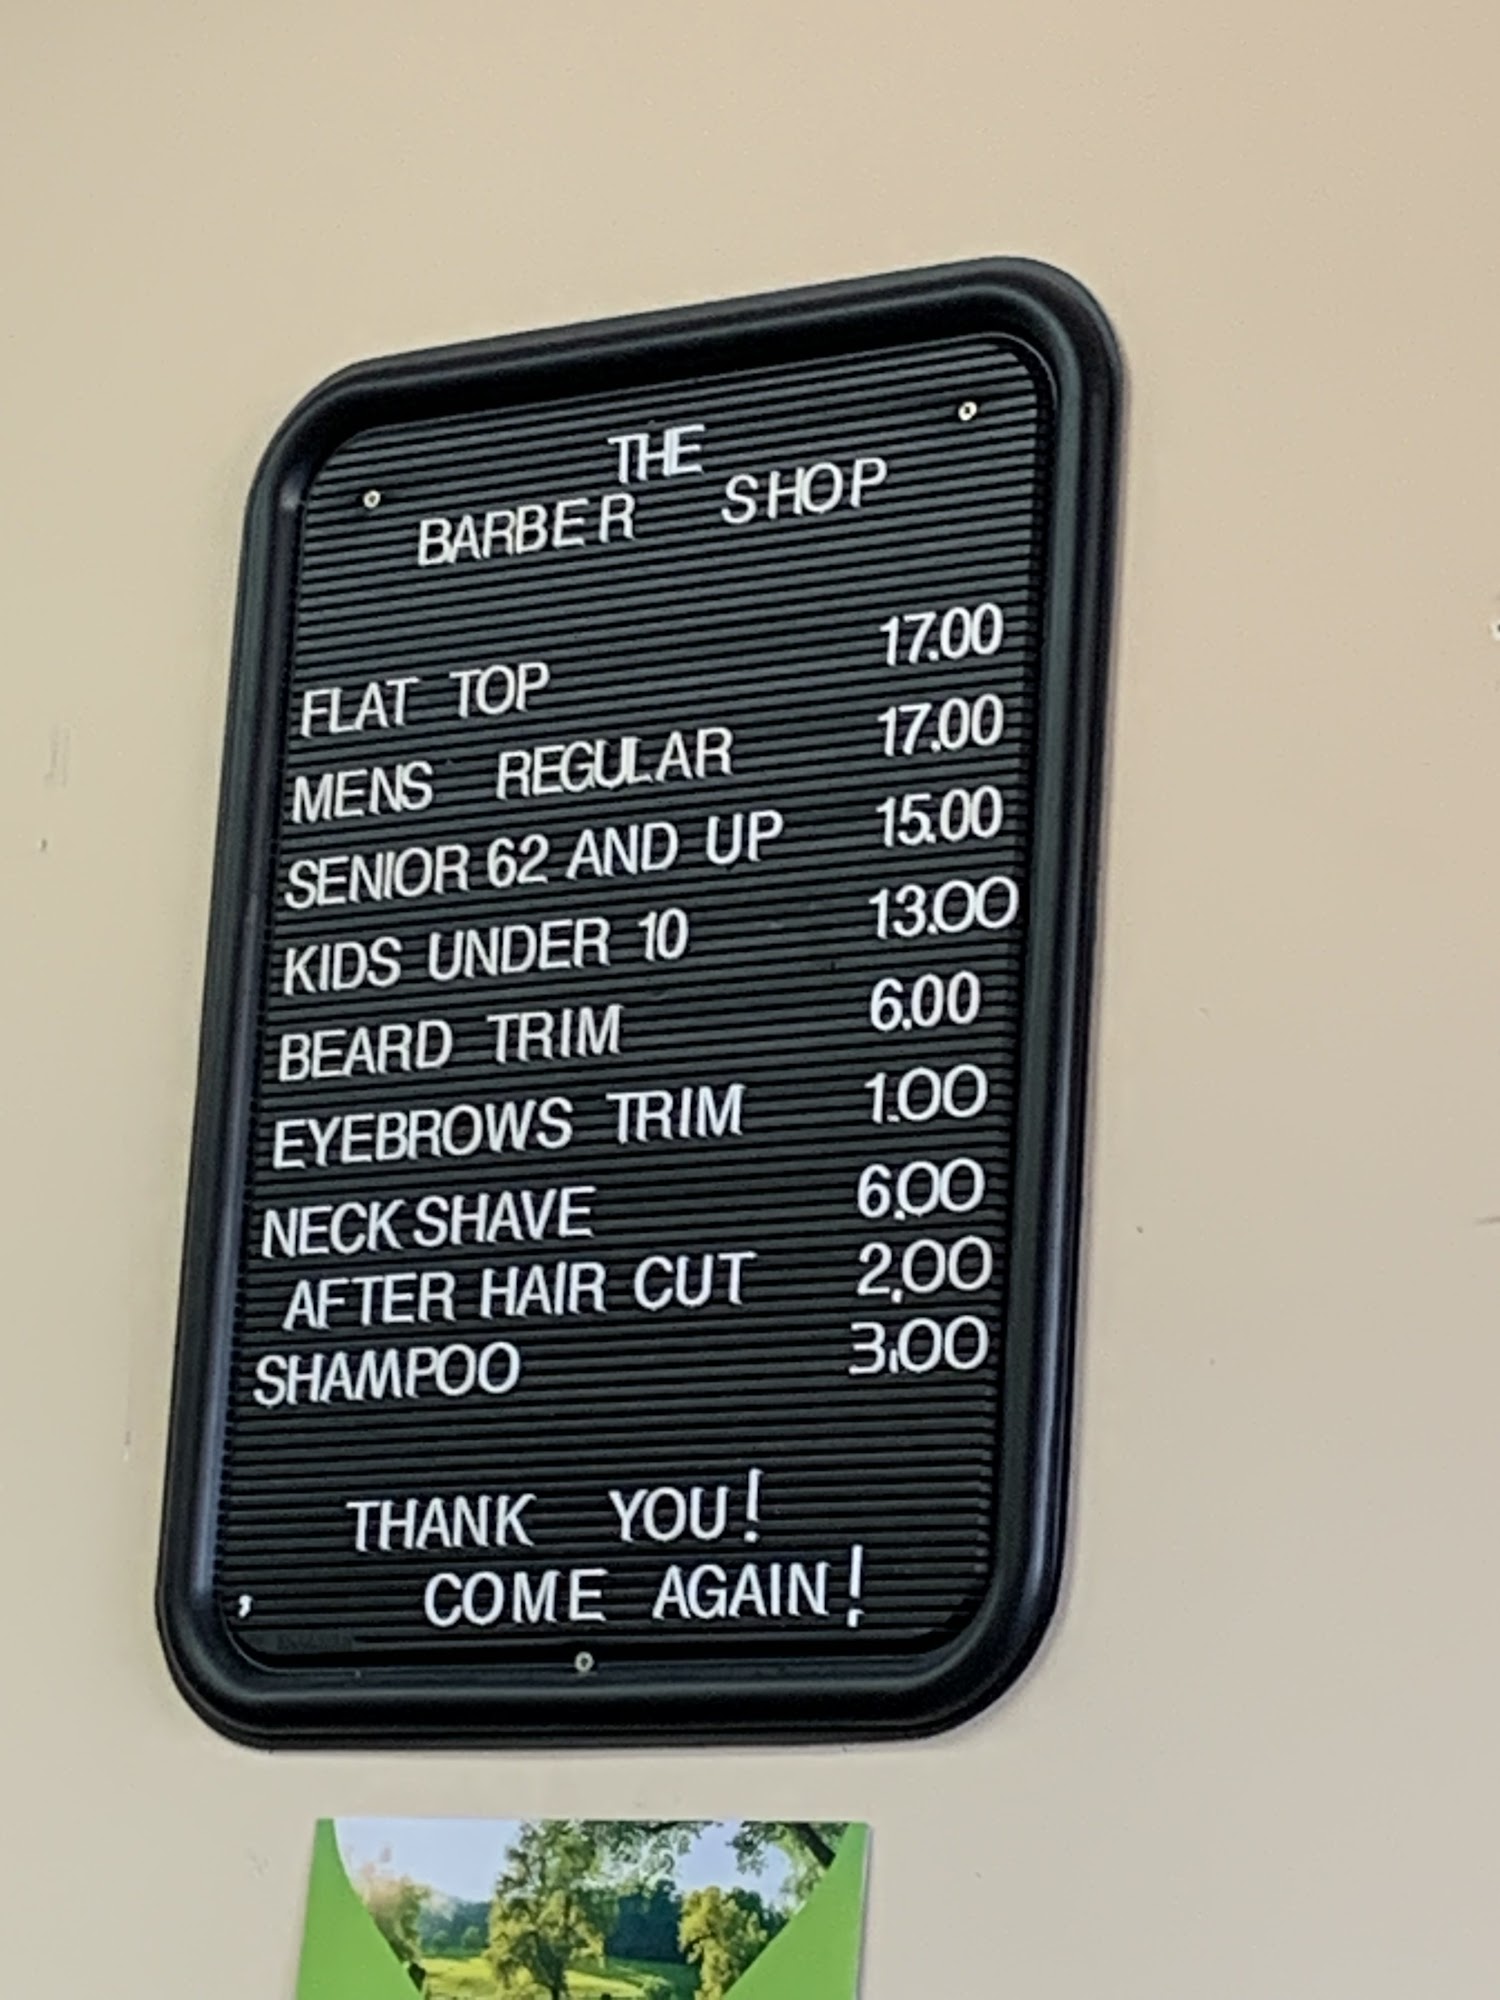 THE
BARBER SHOP
FLAT TOP 17.00
MENS REGULAR 17.00
SENIOR 62 AND UP 15.00
KIDS UNDER 10 13.00
BEARD TRIM 6.00
EYEBROWS TRIM 1.00
NECK SHAVE 6.00
AFTER HAIR CUT 2.00
SHAMPOO 3.00
THANK YOU!
, COME AGAIN!